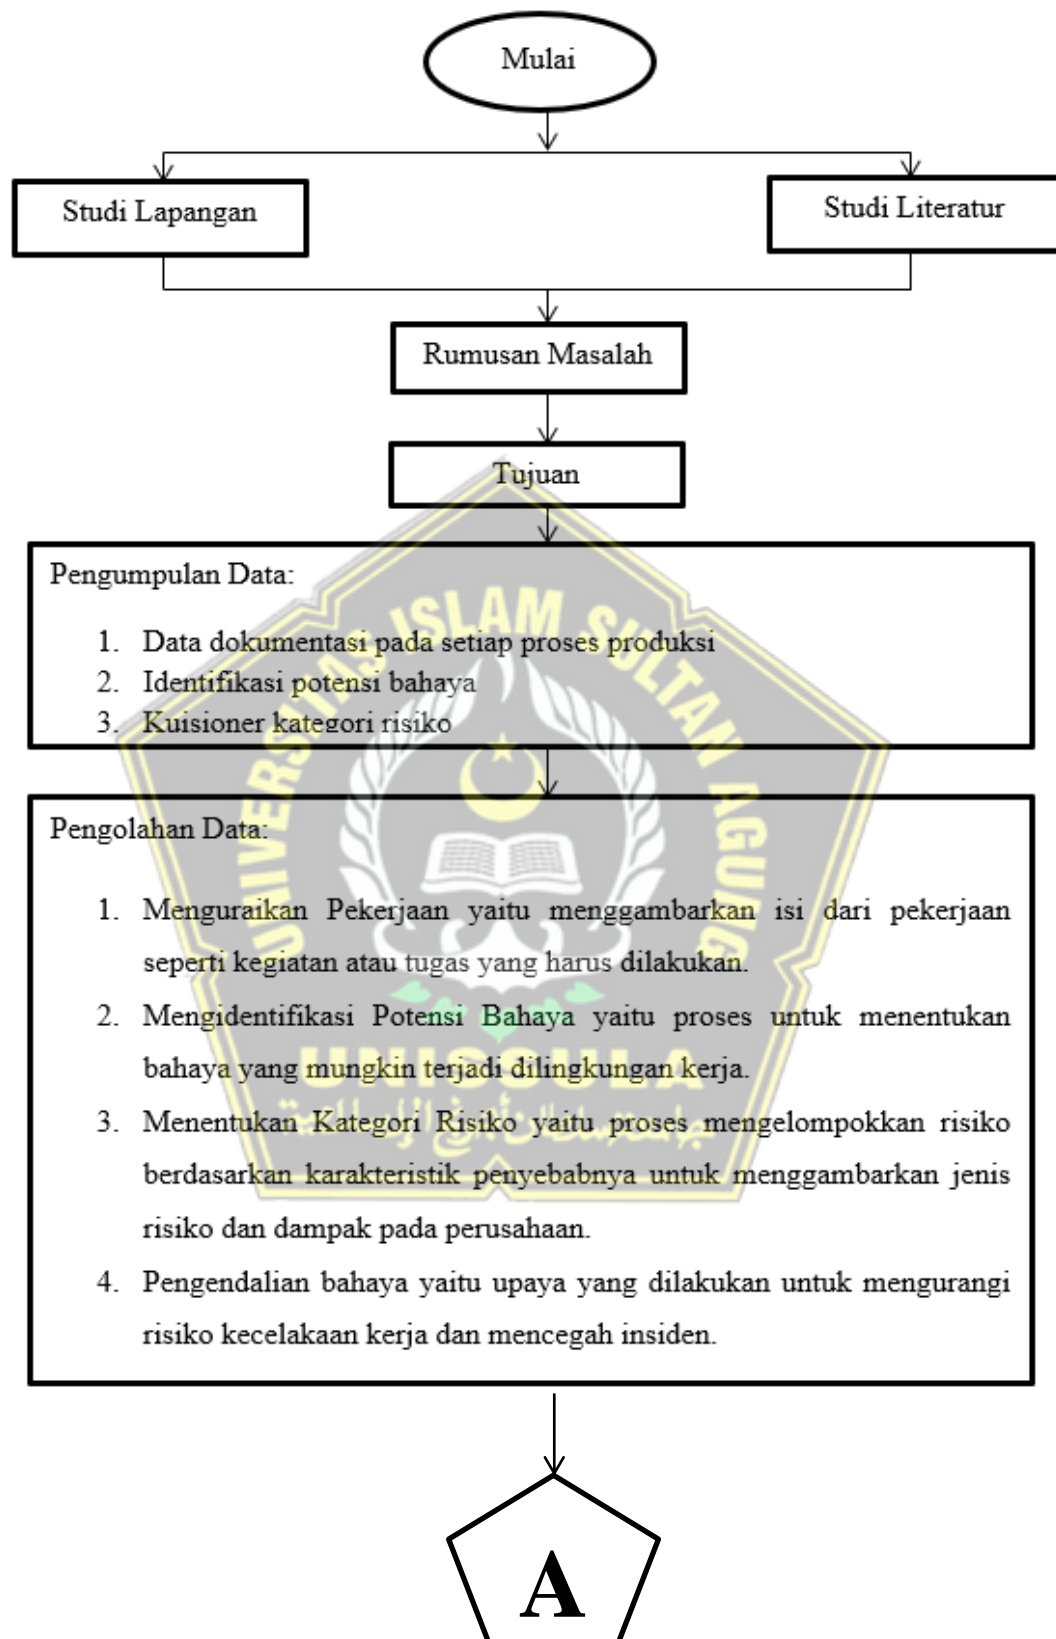 Mulai
Studi Lapangan
Studi Literatur
Rumusan Masalah
Tujuan
Pengumpulan Data:
1. Data dokumentasi pada setiap proses produksi
2. Identifikasi potensi bahaya
3. Kuisioner kategori risiko
Pengolahan Data:
1. Menguraikan Pekerjaan yaitu menggambarkan isi dari pekerjaan
seperti kegiatan atau tugas yang harus dilakukan.
2. Mengidentifikasi Potensi Bahaya yaitu proses untuk menentukan
bahaya yang mungkin terjadi dilingkungan kerja.
3. Menentukan Kategori Risiko yaitu proses mengelompokkan risiko
berdasarkan karakteristik penyebabnya untuk menggambarkan jenis
risiko dan dampak pada perusahaan.
4. Pengendalian bahaya yaitu upaya yang dilakukan untuk mengurangi
risiko kecelakaan kerja dan mencegah insiden.
A
UNIVERSITAS ISLAM SULTAN AGUNG
UNISSULA